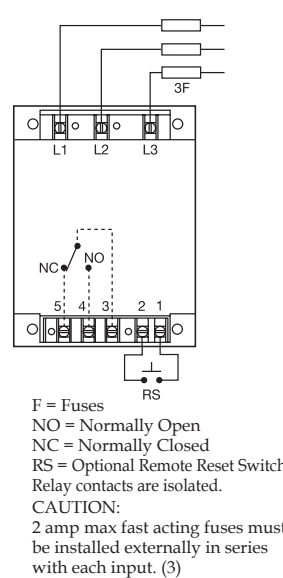 3F
L1 L2 L3
NC NO
5 4 3 2 1
RS
F = Fuses
NO = Normally Open
NC = Normally Closed
RS = Optional Remote Reset Switch
Relay contacts are isolated.
CAUTION:
2 amp max fast acting fuses must
be installed externally in series
with each input. (3)